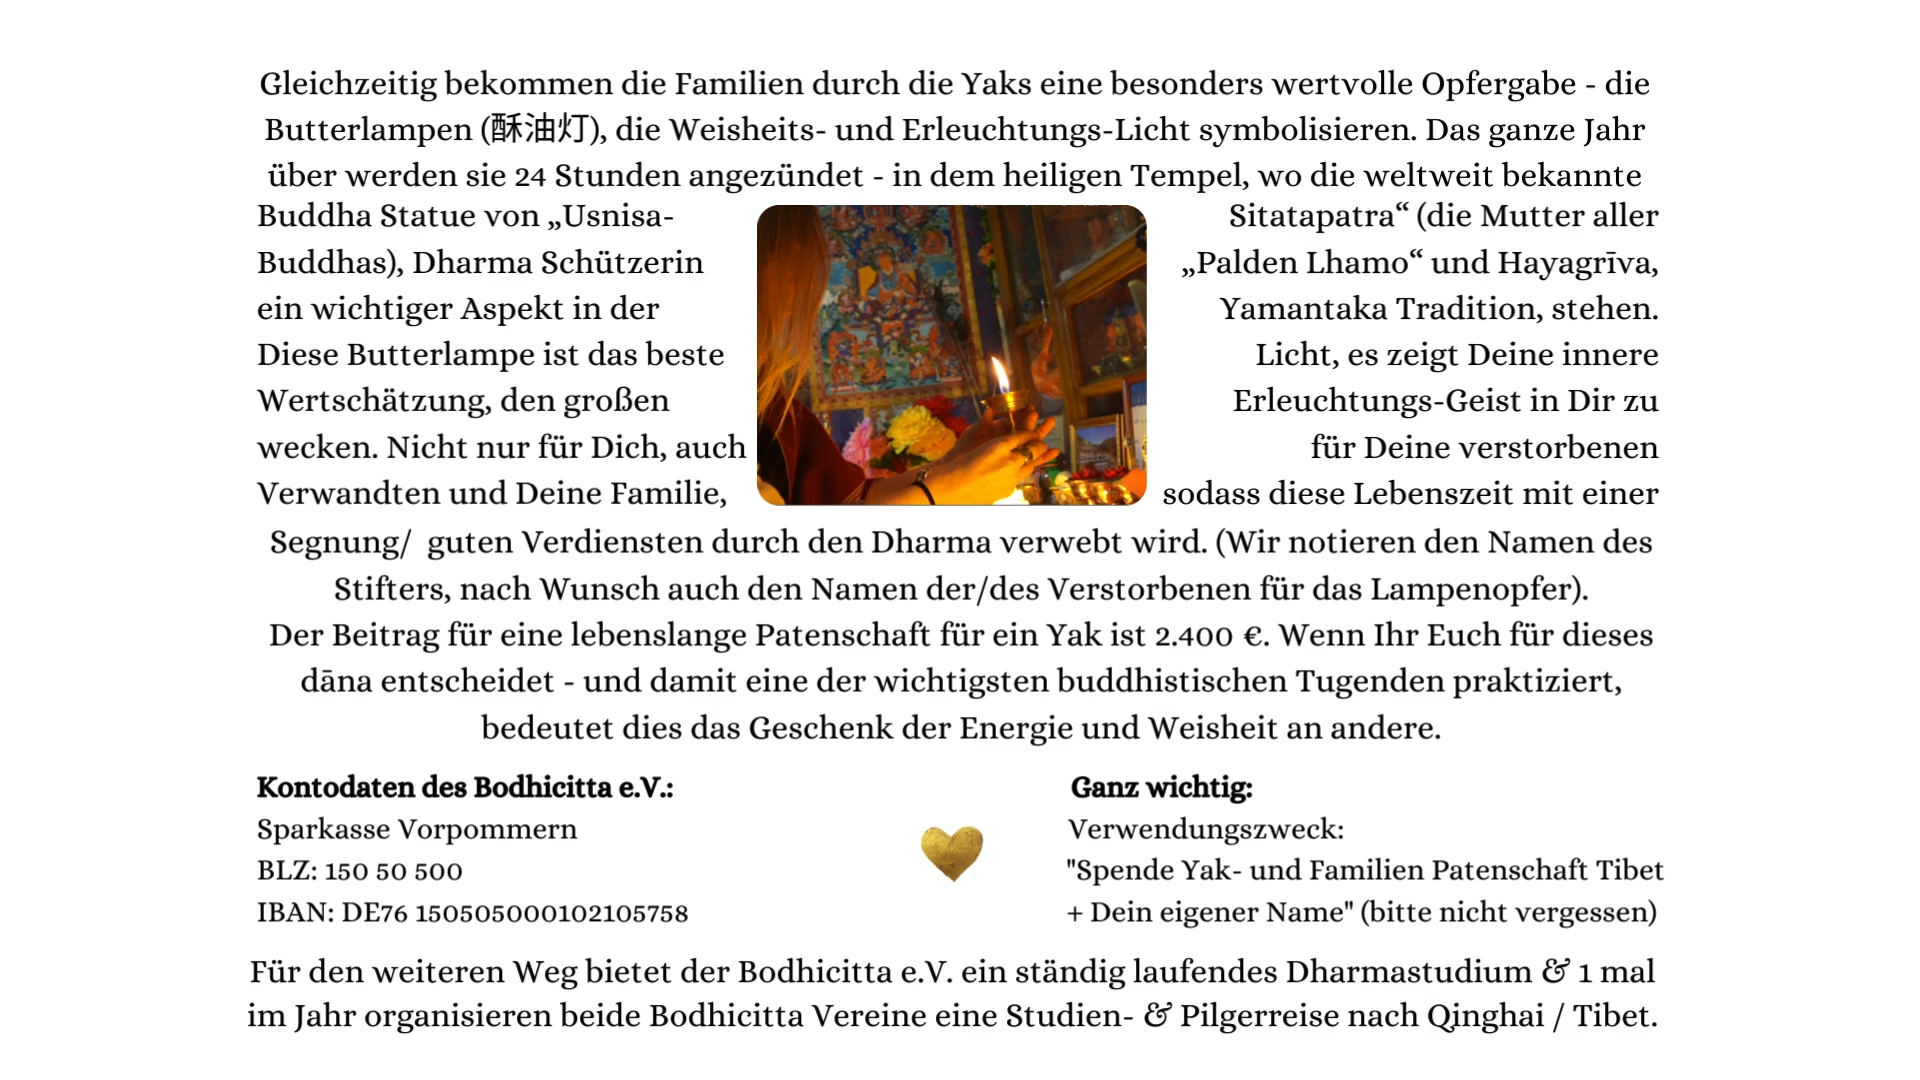 Gleichzeitig bekommen die Familien durch die Yaks eine besonders wertvolle Opfergabe - die
Butterlampen (酥油灯), die Weisheits- und Erleuchtungs-Licht symbolisieren. Das ganze Jahr
über werden sie 24 Stunden angezündet - in dem heiligen Tempel, wo die weltweit bekannte
Buddha Statue von „Usnisa- Sitatapatra“ (die Mutter aller
Buddhas), Dharma Schützerin „Palden Lhamo“ und Hayagrīva,
ein wichtiger Aspekt in der Yamantaka Tradition, stehen.
Diese Butterlampe ist das beste Licht, es zeigt Deine innere
Wertschätzung, den großen Erleuchtungs-Geist in Dir zu
wecken. Nicht nur für Dich, auch für Deine verstorbenen
Verwandten und Deine Familie, sodass diese Lebenszeit mit einer
Segnung/ guten Verdiensten durch den Dharma verwebt wird. (Wir notieren den Namen des
Stifters, nach Wunsch auch den Namen der/des Verstorbenen für das Lampenopfer).
Der Beitrag für eine lebenslange Patenschaft für ein Yak ist 2.400 €. Wenn Ihr Euch für dieses
dāna entscheidet - und damit eine der wichtigsten buddhistischen Tugenden praktiziert,
bedeutet dies das Geschenk der Energie und Weisheit an andere.
Kontodaten des Bodhicitta e.V.:
Sparkasse Vorpommern
BLZ: 150 50 500
IBAN: DE76 150505000102105758
Ganz wichtig:
Verwendungszweck:
"Spende Yak- und Familien Patenschaft Tibet
+ Dein eigener Name" (bitte nicht vergessen)
Für den weiteren Weg bietet der Bodhicitta e.V. ein ständig laufendes Dharmastudium & 1 mal
im Jahr organisieren beide Bodhicitta Vereine eine Studien- & Pilgerreise nach Qinghai / Tibet.